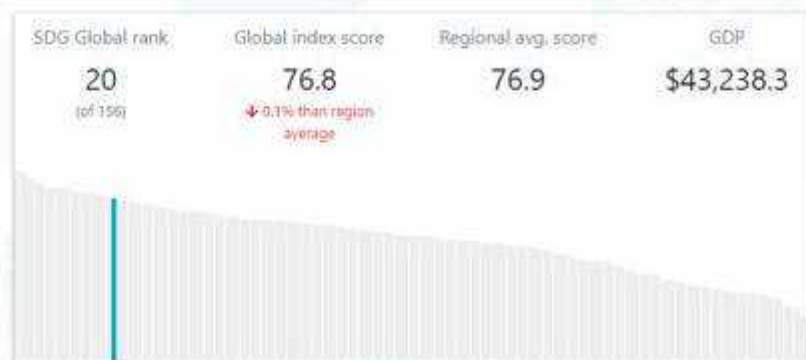 SDG Global rank
Global index score
Regional avg. score
GDP
20
76.8
76.9
$43,238.3
(of 156)
↓ 0.1% than region
average